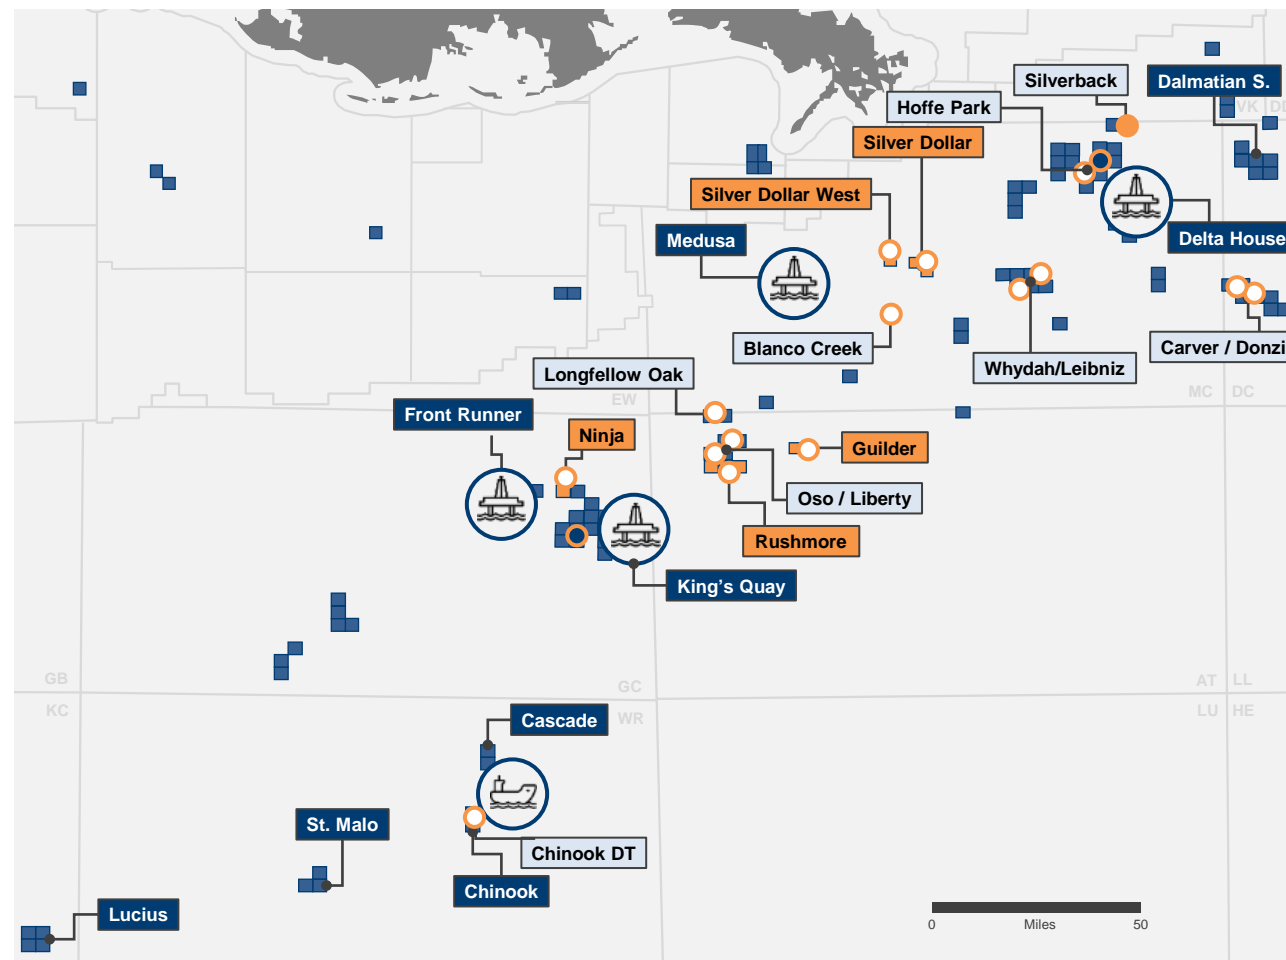 Silverback
Dalmatian S.
Hoffe Park
VK
Silver Dollar
Silver Dollar West
Medusa
Delta House
Blanco Creek
Carver / Donzi
Whydah/Leibniz
Longfellow Oak
EW
MC
DC
Front Runner
Ninja
Guilder
Oso / Liberty
Rushmore
King's Quay
GB
GC
AT
LL
KC
WR
LU
HE
Cascade
St. Malo
Chinook DT
Chinook
Lucius
0
Miles
50